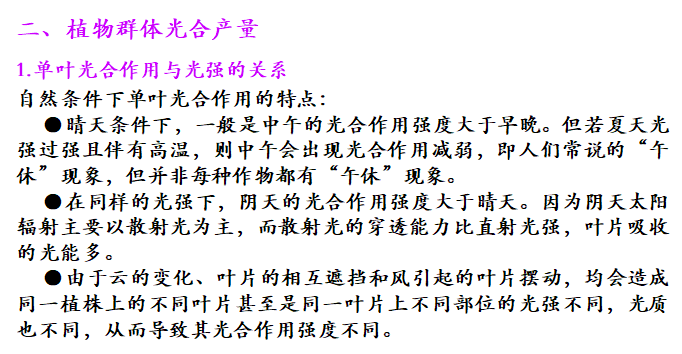 二、植物群体光合产量
1.单叶光合作用与光强的关系
自然条件下单叶光合作用的特点：
●晴天条件下，一般是中午的光合作用强度大于早晚。但若夏天光
强过强且伴有高温，则中午会出现光合作用减弱，即人们常说的“午
休”现象，但并非每种作物都有“午休”现象。
●在同样的光强下，阴天的光合作用强度大于晴天。因为阴天太阳
辐射主要以散射光为主，而散射光的穿透能力比直射光强，叶片吸收
的光能多。
●由于云的变化、叶片的相互遮挡和风引起的叶片摆动，均会造成
同一植株上的不同叶片甚至是同一叶片上不同部位的光强不同，光质
也不同，从而导致其光合作用强度不同。